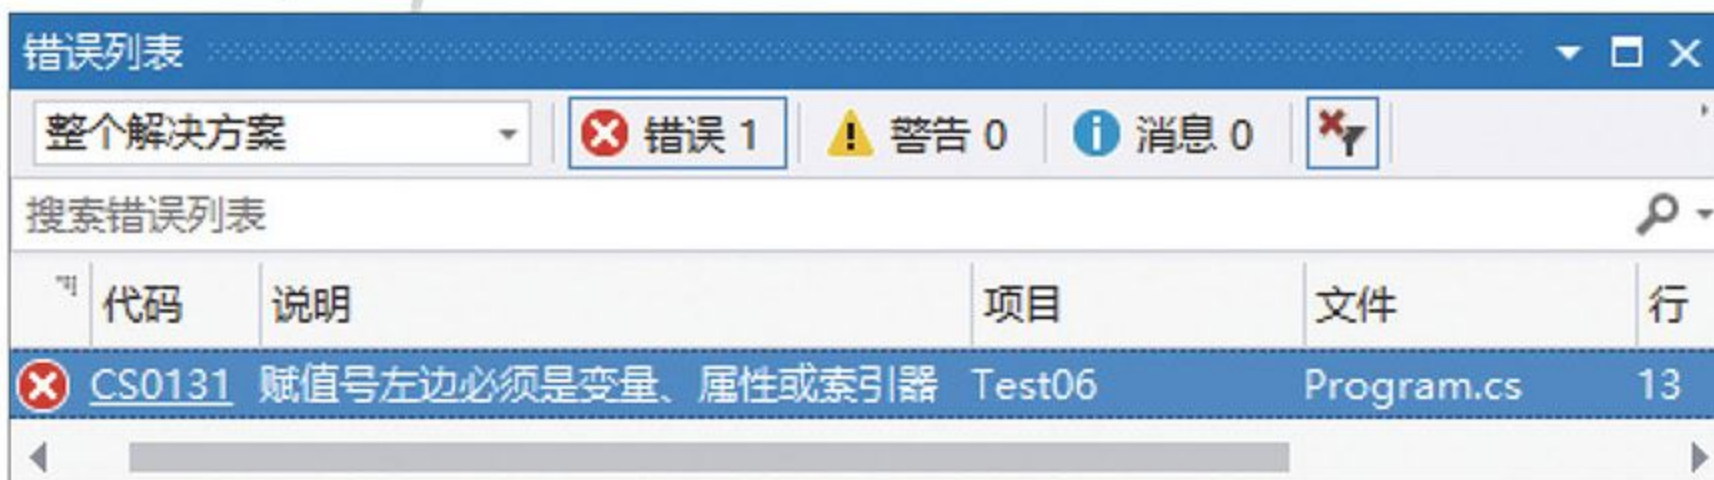 错误列表
整个解决方案 错误 1 警告 0 消息 0
搜索错误列表
代码 说明 项目 文件 行
CS0131 赋值号左边必须是变量、属性或索引器 Test06 Program.cs 13